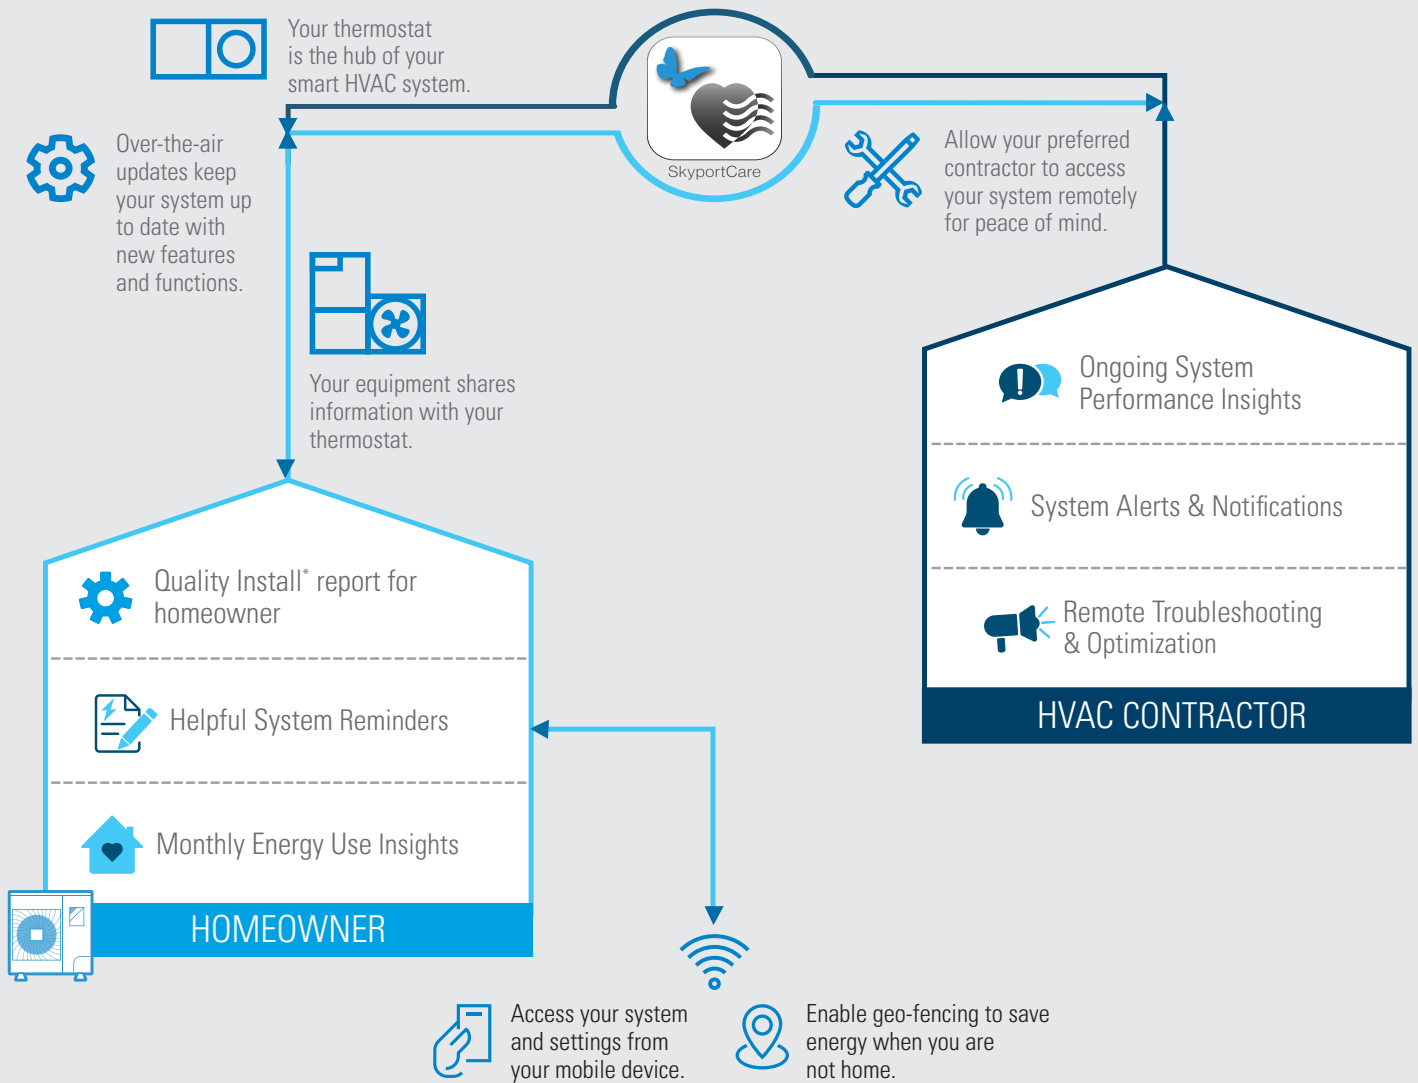 Your thermostat
is the hub of your
smart HVAC system.
SkyportCare
Over-the-air
updates keep
your system up
to date with
new features
and functions.
Allow your preferred
contractor to access
your system remotely
for peace of mind.
Your equipment shares
information with your
thermostat.
Ongoing System
Performance Insights
System Alerts & Notifications
Remote Troubleshooting
& Optimization
HVAC CONTRACTOR
Quality Install* report for
homeowner
Helpful System Reminders
Monthly Energy Use Insights
HOMEOWNER
Access your system
and settings from
your mobile device.
Enable geo-fencing to save
energy when you are
not home.